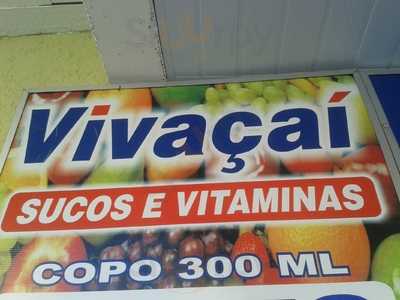 Vivaçaí
SUCOS E VITAMINAS
COPO 300 ML